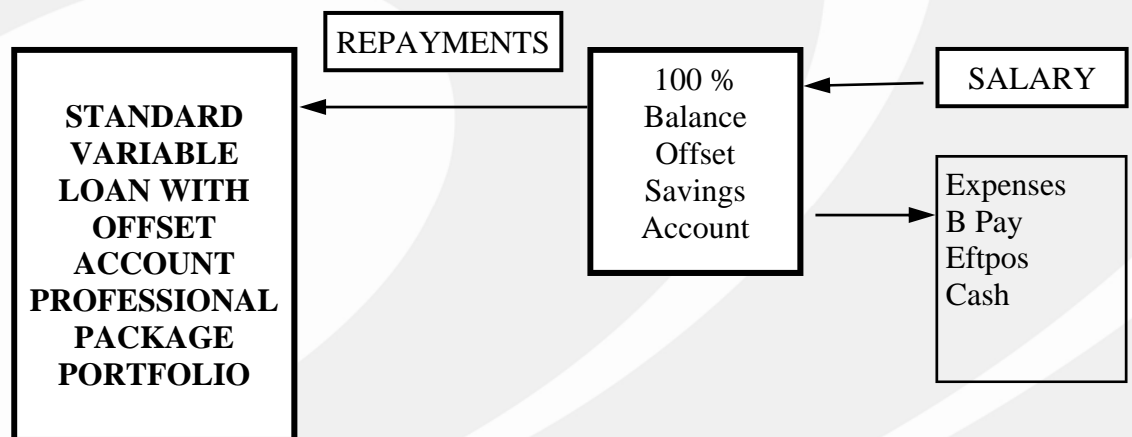 REPAYMENTS
STANDARD
VARIABLE
LOAN WITH
OFFSET
ACCOUNT
PROFESSIONAL
PACKAGE
PORTFOLIO
100 %
Balance
Offset
Savings
Account
SALARY
Expenses
B Pay
Eftpos
Cash